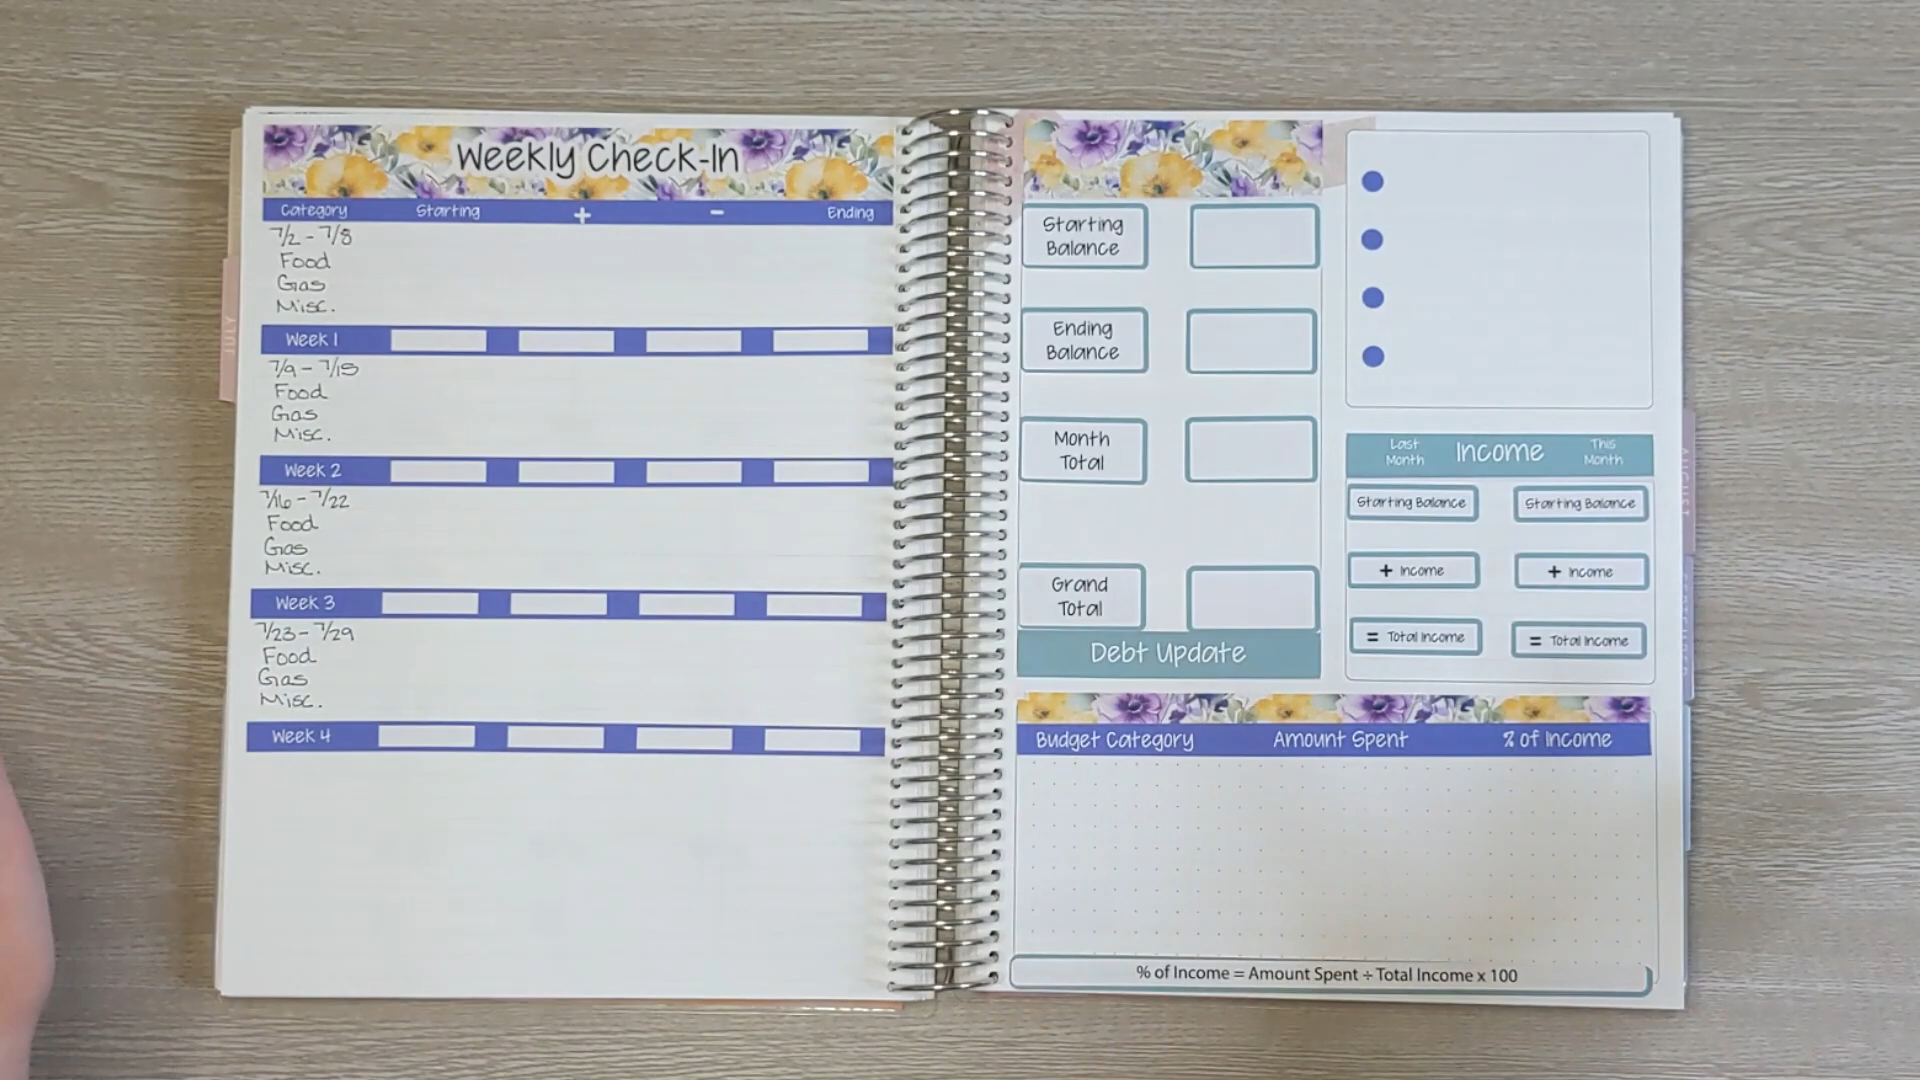 Weekly Check-In
Category Starting + - Ending
7/2 - 7/8
Food
Gas
Misc.
Week 1
7/9 - 7/15
Food
Gas
Misc.
Week 2
7/16 - 7/22
Food
Gas
Misc.
Week 3
7/23 - 7/29
Food
Gas
Misc.
Week 4
JULY
Starting
Balance
Ending
Balance
Month
Total
Grand
Total
Debt Update
Last
Month
Income
This
Month
Starting Balance Starting Balance
+ Income + Income
= Total Income = Total Income
Budget Category Amount Spent % of Income
% of Income = Amount Spent ÷ Total Income x 100
AUGUST